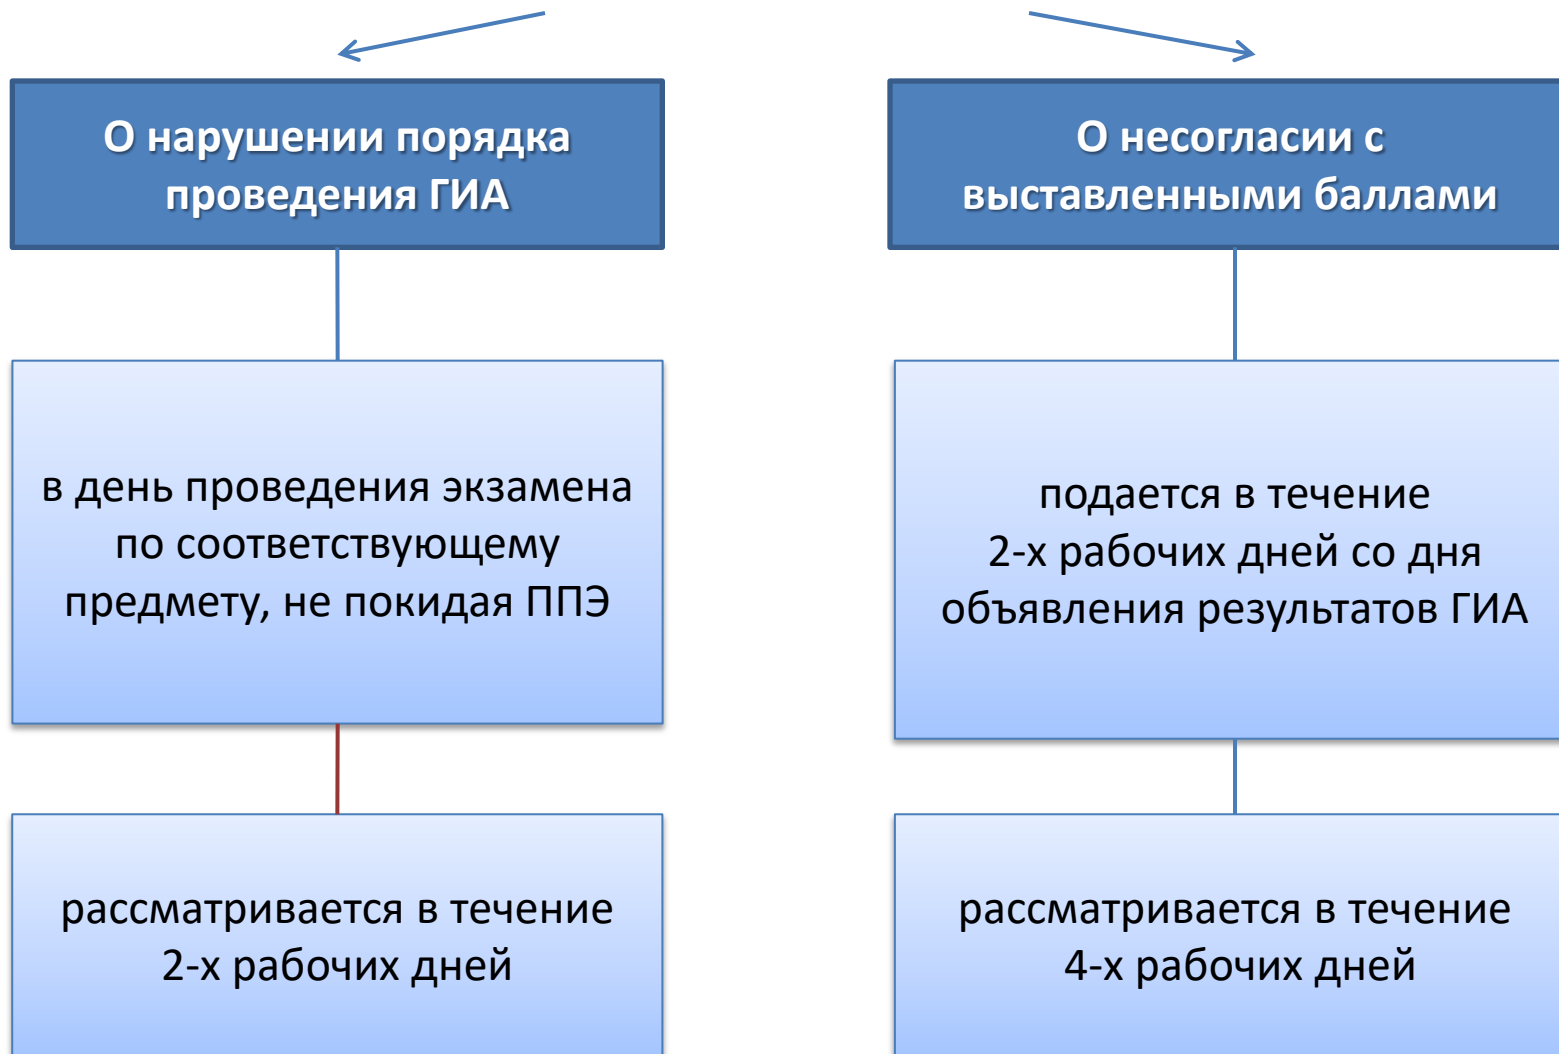 О нарушении порядка
проведения ГИА
в день проведения экзамена
по соответствующему
предмету, не покидая ППЭ
рассматривается в течение
2-х рабочих дней
О несогласии с
выставленными баллами
подается в течение
2-х рабочих дней со дня
объявления результатов ГИА
рассматривается в течение
4-х рабочих дней